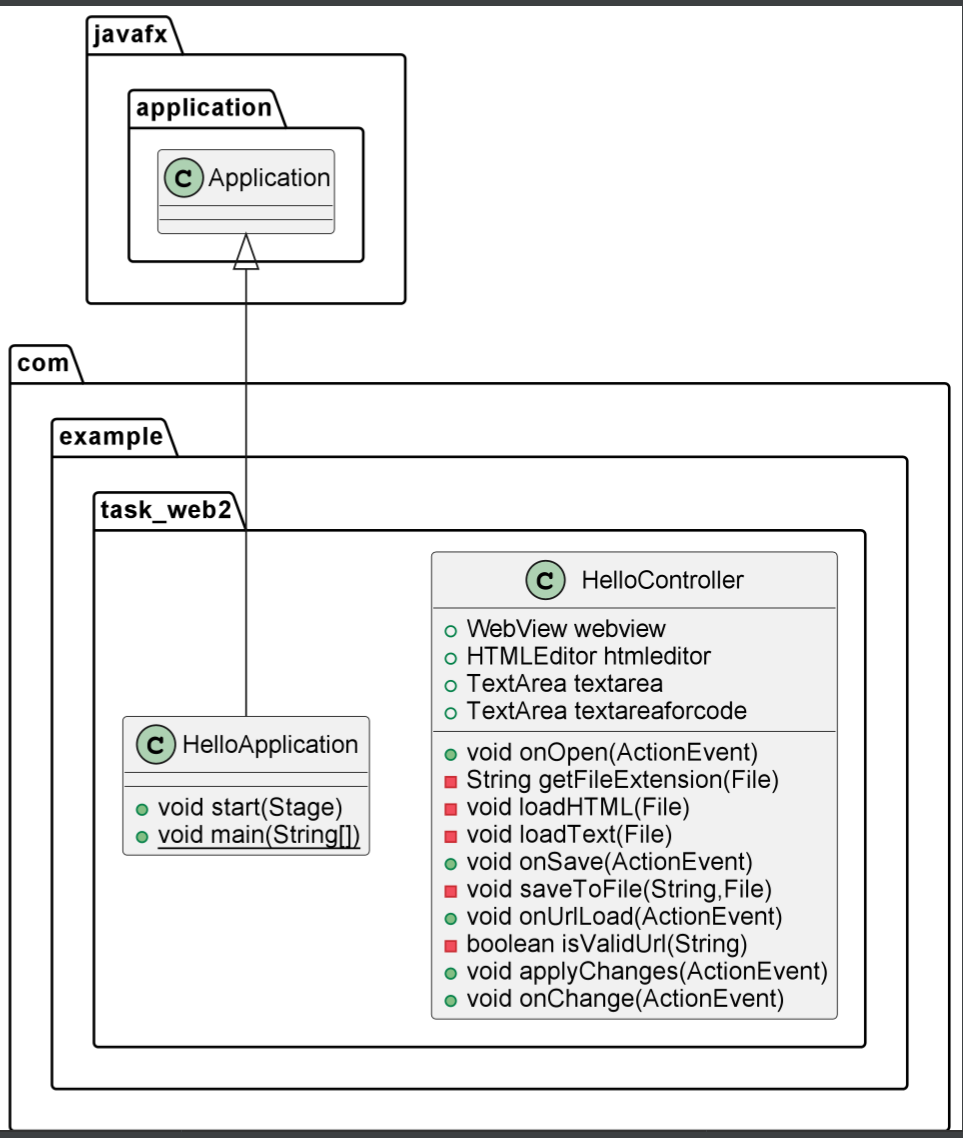 javafx
application
C Application
com
example
task_web2
C HelloApplication
void start(Stage)
void main(String[])
C HelloController
WebView webview
HTMLEditor htmleditor
TextArea textarea
TextArea textareaforcode
void onOpen(ActionEvent)
String getFileExtension(File)
void loadHTML(File)
void loadText(File)
void onSave(ActionEvent)
void saveToFile(String,File)
void onUrlLoad(ActionEvent)
boolean isValidUrl(String)
void applyChanges(ActionEvent)
void onChange(ActionEvent)